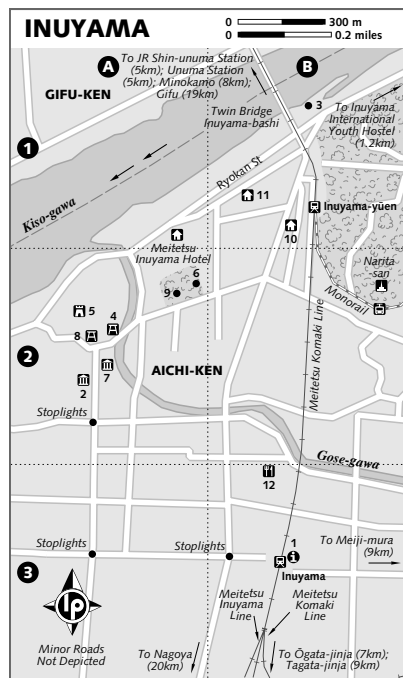 INUYAMA
0 300 m
0 0.2 miles
A
B
To JR Shin-unuma Station
(5km); Unuma Station
(5km); Minokamo (8km);
Gifu (19km)
GIFU-KEN
3
Twin Bridge
Inuyama-bashi
To Inuyama
International
Youth Hostel
(1.2km)
1
Ryokan St
Kiso-gawa
11
Inuyama-yūen
10
Meitetsu
Inuyama Hotel
Narita
san
6
9
Monorail
5
4
8
Meitetsu Komaki Line
2
AICHI-KEN
7
2
Stoplights
Gose-gawa
12
To Meiji-mura
(9km)
Stoplights
Stoplights
1
i
Inuyama
3
lp
Meitetsu
Inuyama
Line
Meitetsu
Komaki
Line
Minor Roads
Not Depicted
To Nagoya
(20km)
To Ōgata-jinja (7km);
Tagata-jinja (9km)